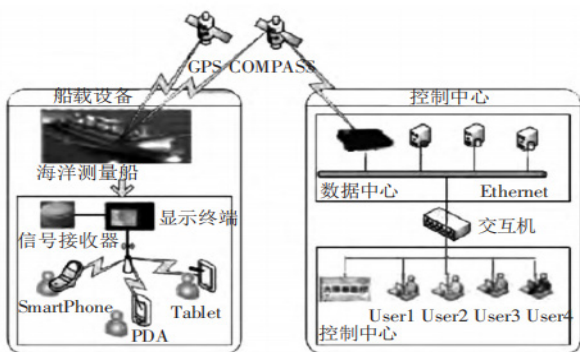 GPS COMPASS
船载设备
海洋测量船
显示终端
信号接收器
SmartPhone
PDA
Tablet
控制中心
数据中心
Ethernet
交互机
User1 User2 User3 User4
控制中心